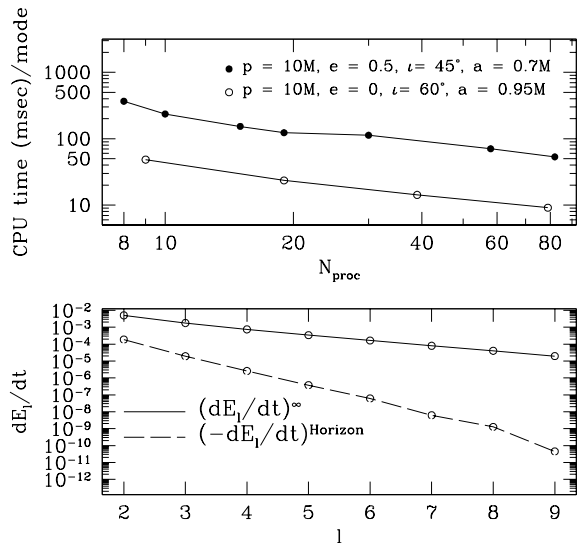 CPU time (msec)/mode
1000
500
100
50
10
p = 10M, e = 0.5, ι= 45°, a = 0.7M
p = 10M, e = 0, ι= 60°, a = 0.95M
8 10 20 40 60 80
N_proc
dE_l/dt
10^-2
10^-3
10^-4
10^-5
10^-6
10^-7
10^-8
10^-9
10^-10
10^-11
10^-12
(dE_l/dt)^∞
(-dE_l/dt)^Horizon
2 3 4 5 6 7 8 9
l